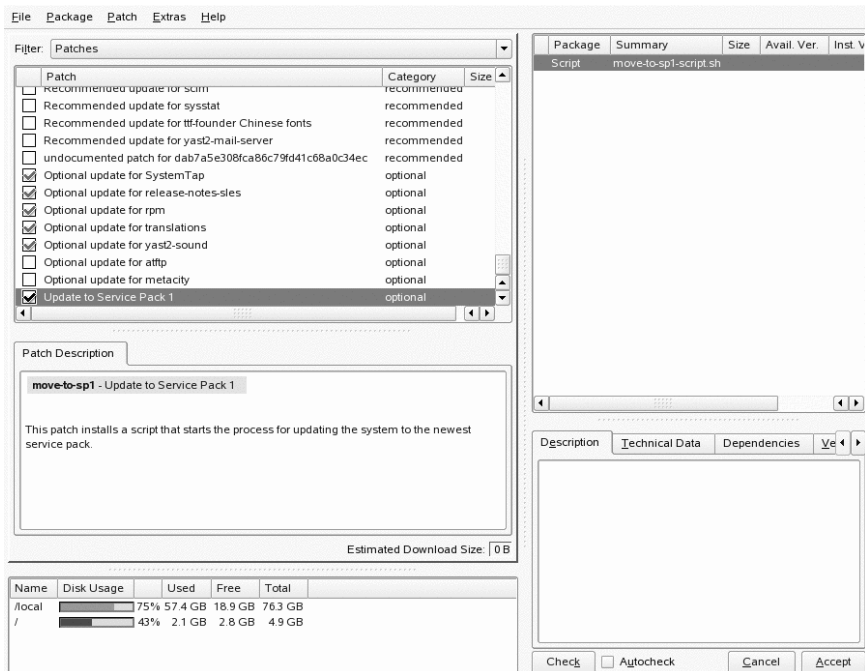 File Package Patch Extras Help
Filter: Patches
Patch Category Size
Recommended update for scim recommended
Recommended update for sysstat recommended
Recommended update for ttf-founder Chinese fonts recommended
Recommended update for yast2-mail-server recommended
undocumented patch for dab7a5e308fca86c79fd41c68a0c34ec recommended
Optional update for SystemTap optional
Optional update for release-notes-sles optional
Optional update for rpm optional
Optional update for translations optional
Optional update for yast2-sound optional
Optional update for atftp optional
Optional update for metacity optional
Update to Service Pack 1 optional
Patch Description
move-to-sp1 - Update to Service Pack 1
This patch installs a script that starts the process for updating the system to the newest
service pack.
Estimated Download Size: 0 B
Name Disk Usage Used Free Total
/local 75% 57.4 GB 18.9 GB 76.3 GB
/ 43% 2.1 GB 2.8 GB 4.9 GB
Package Summary Size Avail. Ver. Inst. V
Script move-to-sp1-script.sh
Description Technical Data Dependencies Ve
Check Autocheck Cancel Accept